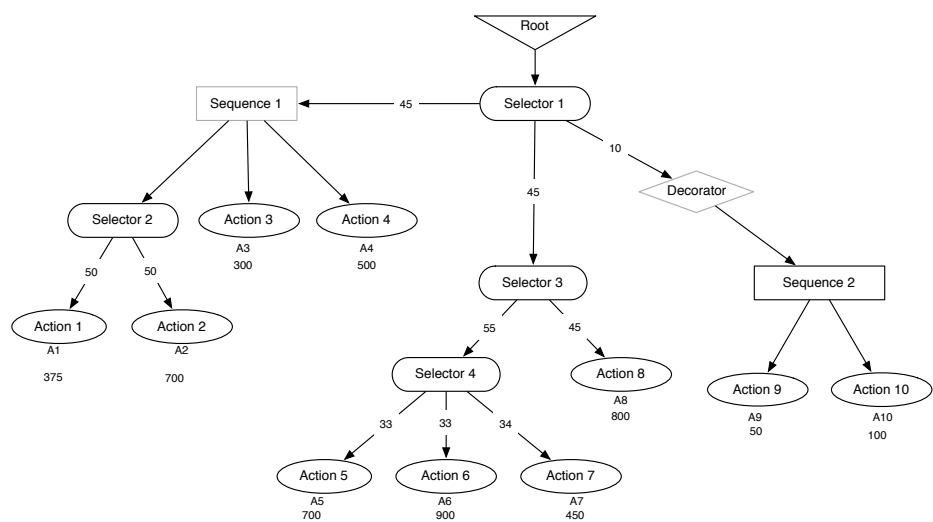 Root
Sequence 1
45
Selector 1
10
45
Decorator
Selector 2
Action 3
Action 4
A3
300
A4
500
50
50
Selector 3
Sequence 2
Action 1
Action 2
A1
375
A2
700
55
45
Selector 4
Action 8
A8
800
Action 9
Action 10
A9
50
A10
100
33
33
34
Action 5
Action 6
Action 7
A5
700
A6
900
A7
450